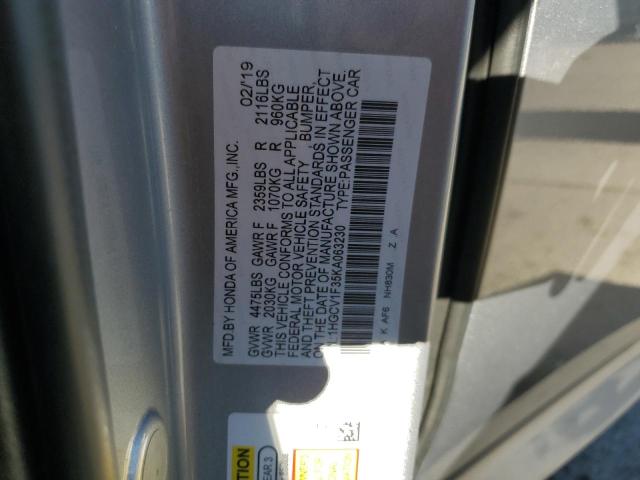 MFD BY HONDA OF AMERICA MFG.,INC. 02/19
GVWR 4475LBS GAWR F 2359LBS R 2116LBS
GVWR 2030KG GAWR F 1070KG R 960KG
THIS VEHICLE CONFORMS TO ALL APPLICABLE
FEDERAL MOTOR VEHICLE SAFETY , BUMPER,
AND THEFT PREVENTION STANDARDS IN EFFECT
ON THE DATE OF MANUFACTURE SHOWN ABOVE.
1HGCV1F35KA063230 TYPE:PASSENGER CAR
K AF6 NH830M Z A